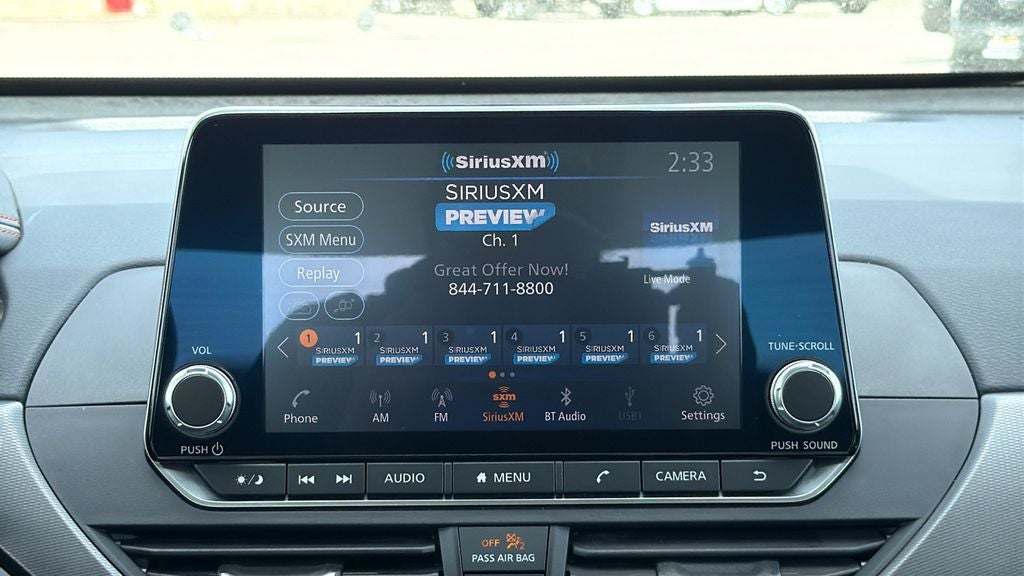 SiriusXM
2:33
SIRIUSXM
PREVIEW
Ch. 1
Source
SXM Menu
Replay
Great Offer Now!
844-711-8800
SiriusXM
Live Mode
1 1 2 1 3 1 4 1 5 1 6 1
SIRIUSXM SIRIUSXM SIRIUSXM SIRIUSXM SIRIUSXM SIRIUSXM
PREVIEW PREVIEW PREVIEW PREVIEW PREVIEW PREVIEW
sxm
Phone AM FM SiriusXM BT Audio USB1 Settings
VOL
PUSH
TUNE·SCROLL
PUSH SOUND
AUDIO MENU CAMERA
OFF 2
PASS AIR BAG